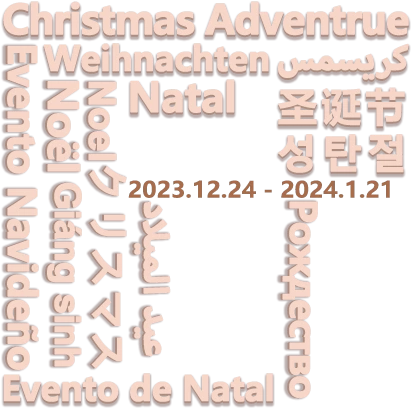 Christmas Adventrue
Weihnachten
كريسمس
Natal
圣诞节
성탄절
2023.12.24 - 2024.1.21
Evento Navideño
Noël Giáng sinh
Noel クリスマス
عيد الميلاد
Рождество
Evento de Natal